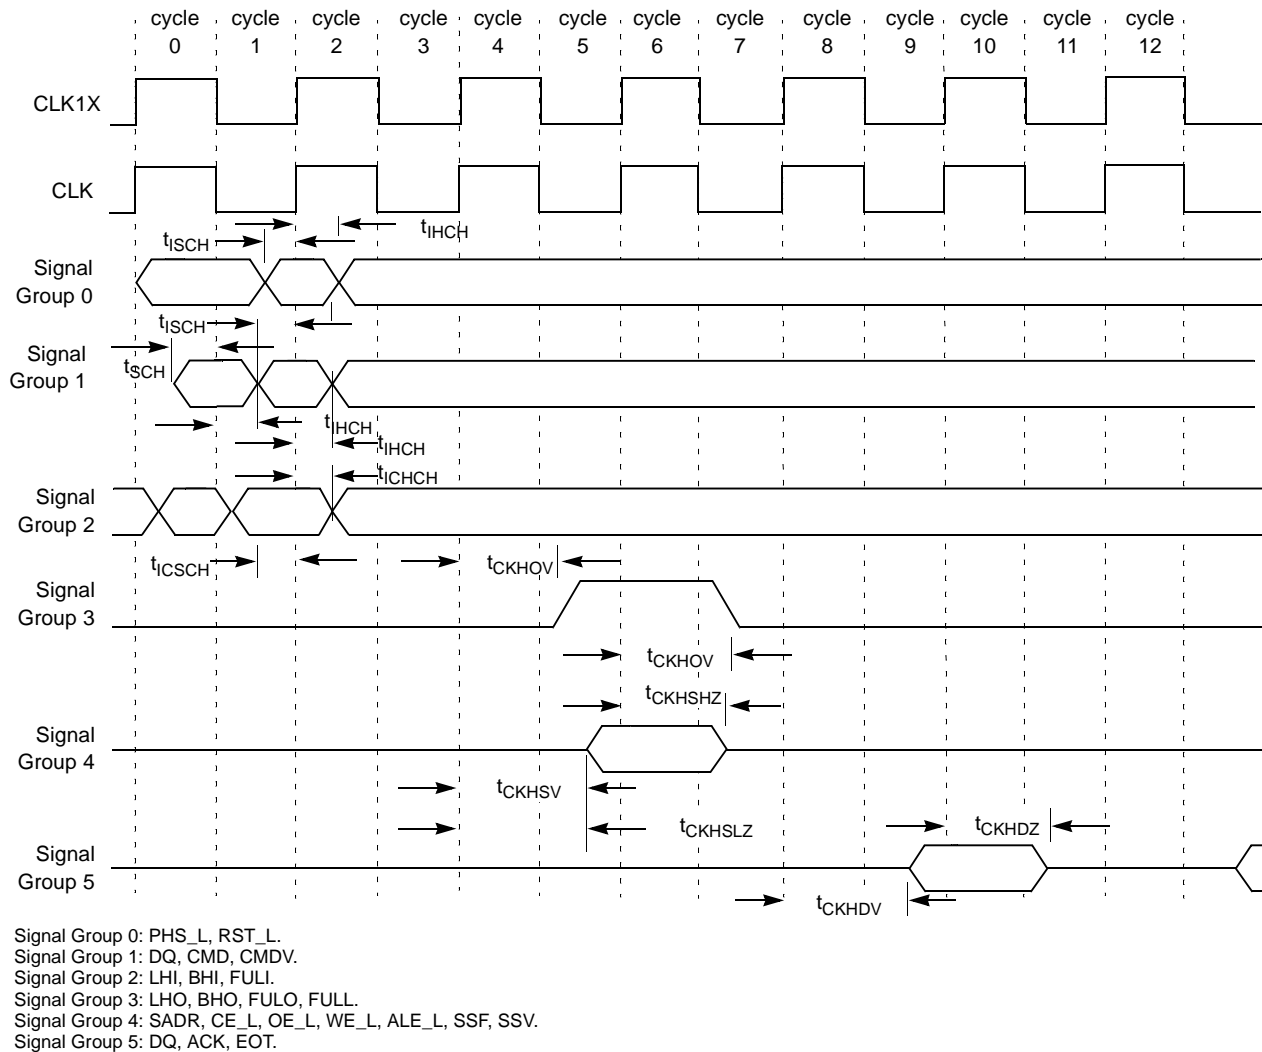 cycle cycle cycle cycle cycle cycle cycle cycle cycle cycle cycle cycle cycle
0 1 2 3 4 5 6 7 8 9 10 11 12
CLK1X
CLK
tIHCH
tISCH
Signal
Group 0
tISCH
Signal
Group 1
tSCH
tIHCH
tIHCH
tICHCH
Signal
Group 2
tICSCH
tCKHOV
Signal
Group 3
tCKHOV
tCKHSHZ
Signal
Group 4
tCKHSV
tCKHSLZ
tCKHDZ
Signal
Group 5
tCKHDV
Signal Group 0: PHS_L, RST_L.
Signal Group 1: DQ, CMD, CMDV.
Signal Group 2: LHI, BHI, FULI.
Signal Group 3: LHO, BHO, FULO, FULL.
Signal Group 4: SADR, CE_L, OE_L, WE_L, ALE_L, SSF, SSV.
Signal Group 5: DQ, ACK, EOT.